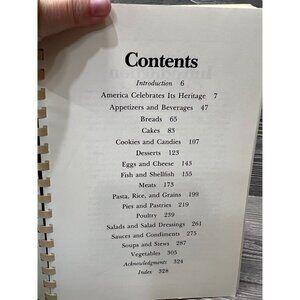 Contents
Introduction 6
America Celebrates Its Heritage 7
Appetizers and Beverages 47
Breads 65
Cakes 83
Cookies and Candies 107
Desserts 123
Eggs and Cheese 143
Fish and Shellfish 155
Meats 173
Pasta, Rice, and Grains 199
Pies and Pastries 219
Poultry 239
Salads and Salad Dressings 261
Sauces and Condiments 275
Soups and Stews 287
Vegetables 305
Acknowledgments 324
Index 328